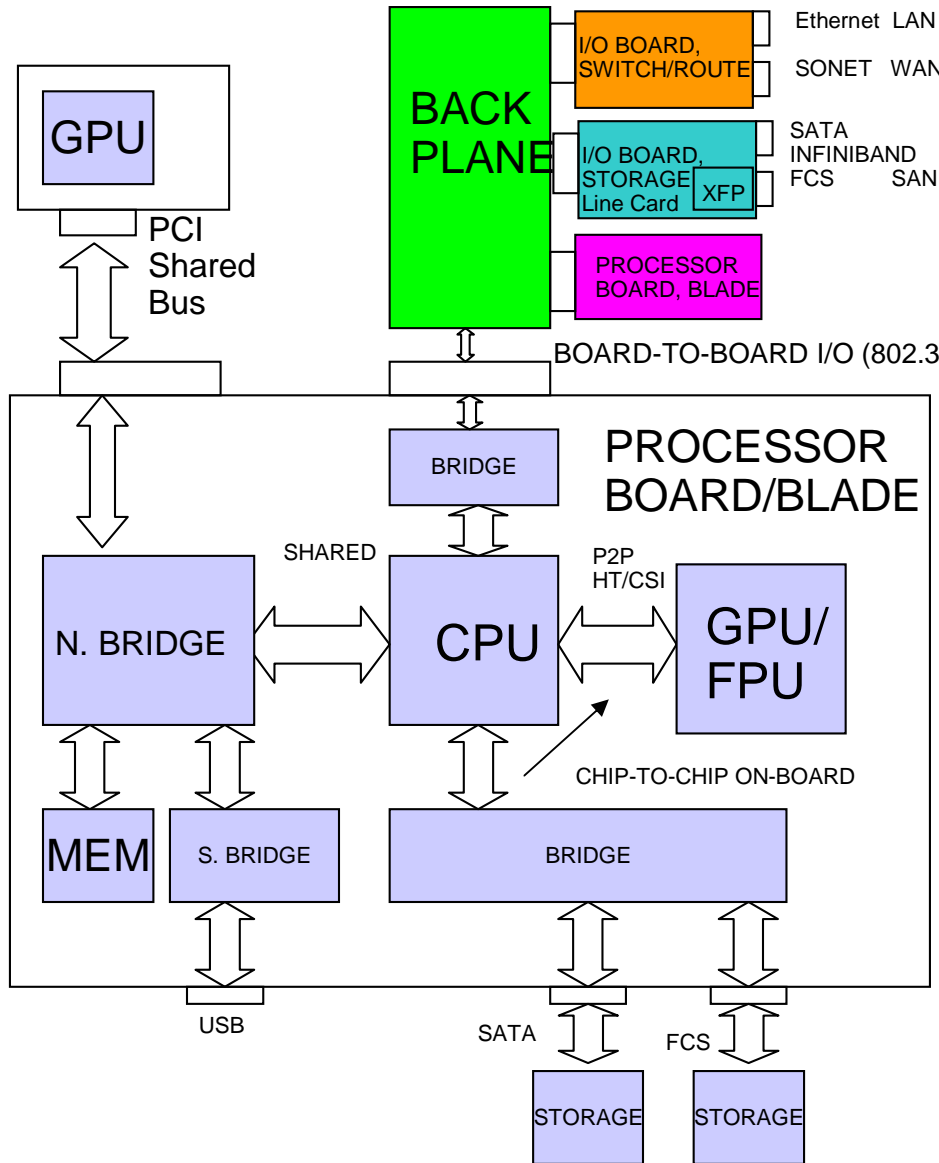 Ethernet LAN
I/O BOARD,
SWITCH/ROUTE
SONET WAN
GPU
BACK
PLANE
SATA
INFINIBAND
FCS SAN
I/O BOARD,
STORAGE
Line Card
XFP
PCI
Shared
Bus
PROCESSOR
BOARD, BLADE
BOARD-TO-BOARD I/O (802.3
PROCESSOR
BOARD/BLADE
BRIDGE
SHARED
P2P
HT/CSI
N. BRIDGE
CPU
GPU/
FPU
CHIP-TO-CHIP ON-BOARD
MEM
S. BRIDGE
BRIDGE
USB
SATA
FCS
STORAGE
STORAGE